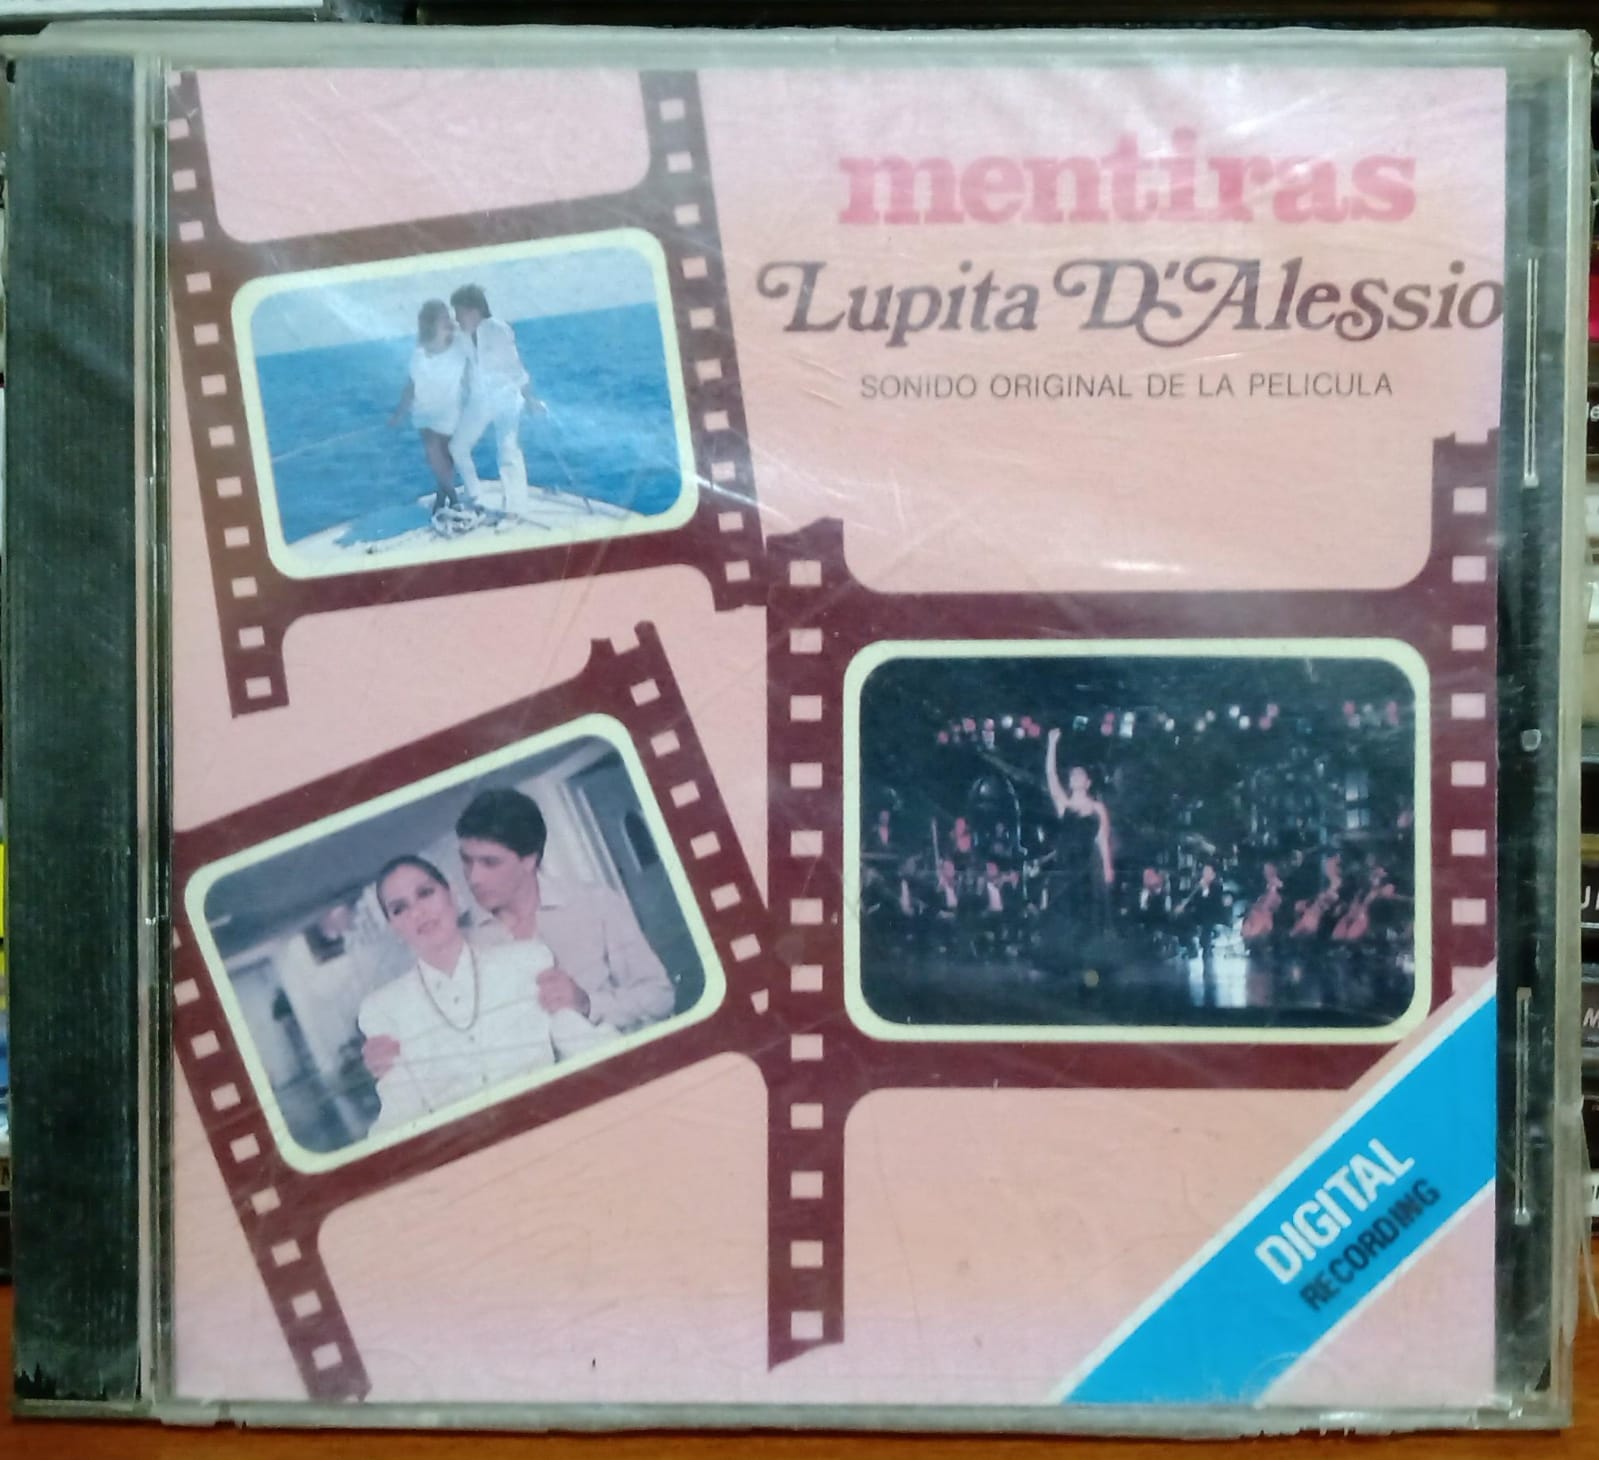 mentiras
Lupita D'Alessio
SONIDO ORIGINAL DE LA PELICULA
DIGITAL
RECORDING